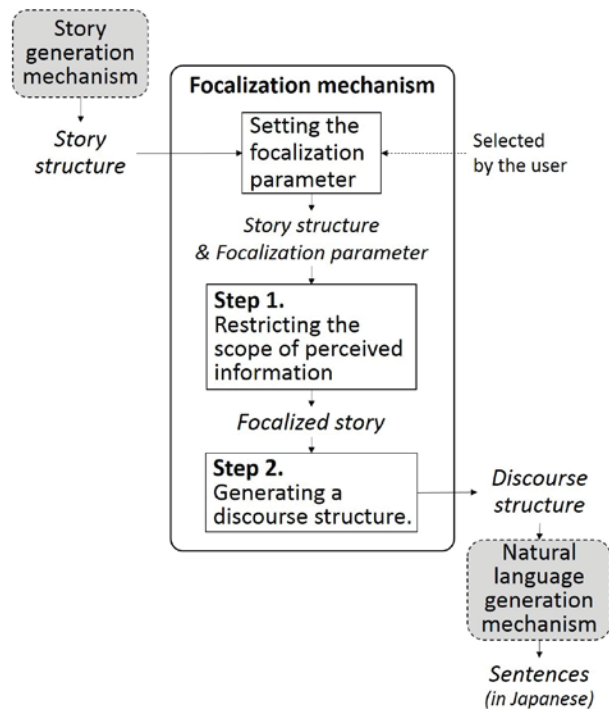 Story
generation
mechanism
Focalization mechanism
Story
structure
Setting the
focalization
parameter
Selected
by the user
Story structure
& Focalization parameter
Step 1.
Restricting the
scope of perceived
information
Focalized story
Step 2.
Generating a
discourse structure.
Discourse
structure
Natural
language
generation
mechanism
Sentences
(in Japanese)